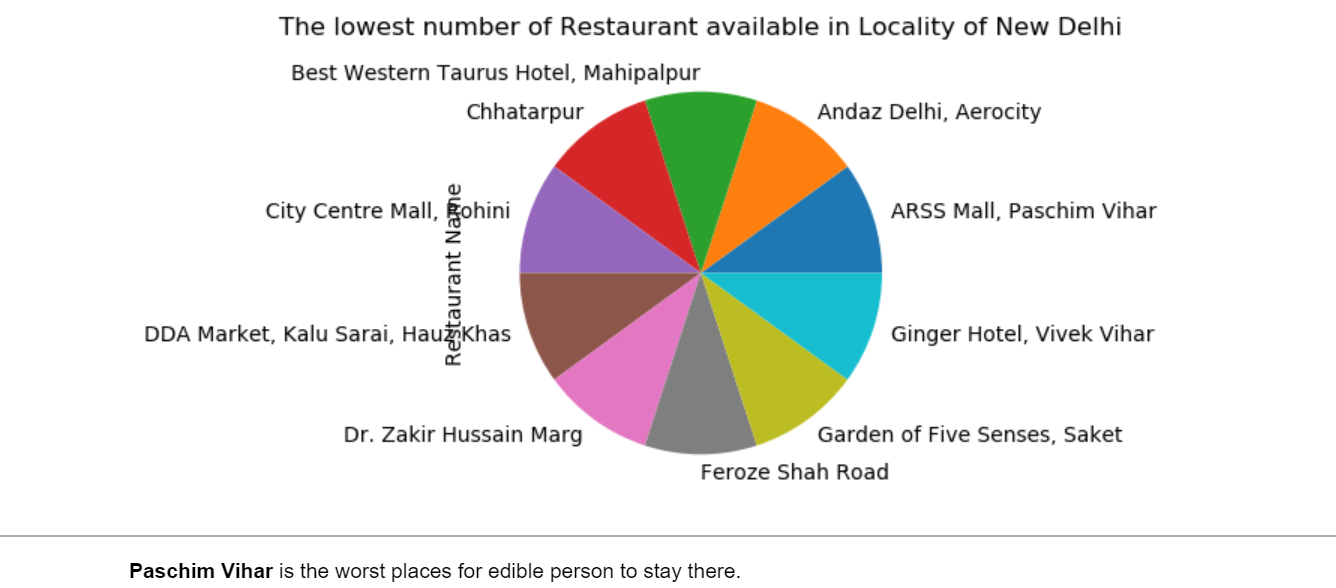 The lowest number of Restaurant available in Locality of New Delhi
Best Western Taurus Hotel, Mahipalpur
Chhatarpur
Andaz Delhi, Aerocity
City Centre Mall, Rohini
ARSS Mall, Paschim Vihar
Restaurant Name
DDA Market, Kalu Sarai, Hauz Khas
Ginger Hotel, Vivek Vihar
Dr. Zakir Hussain Marg
Garden of Five Senses, Saket
Feroze Shah Road
Paschim Vihar is the worst places for edible person to stay there.